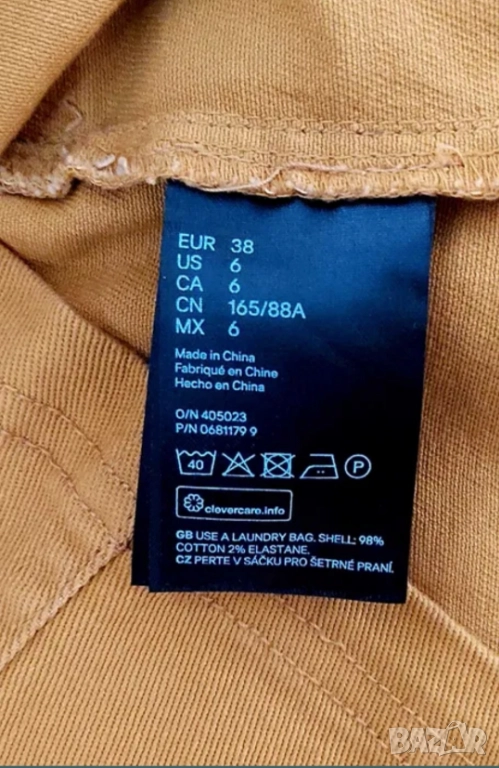 EUR 38
US 6
CA 6
CN 165/88A
MX 6
Made in China
Fabriqué en Chine
Hecho en China
O/N 405023
P/N 0681179 9
40 P
clevercare.info
GB USE A LAUNDRY BAG. SHELL: 98%
COTTON 2% ELASTANE.
CZ PERTE V SÁČKU PRO ŠETRNÉ PRANÍ.
BAZAR